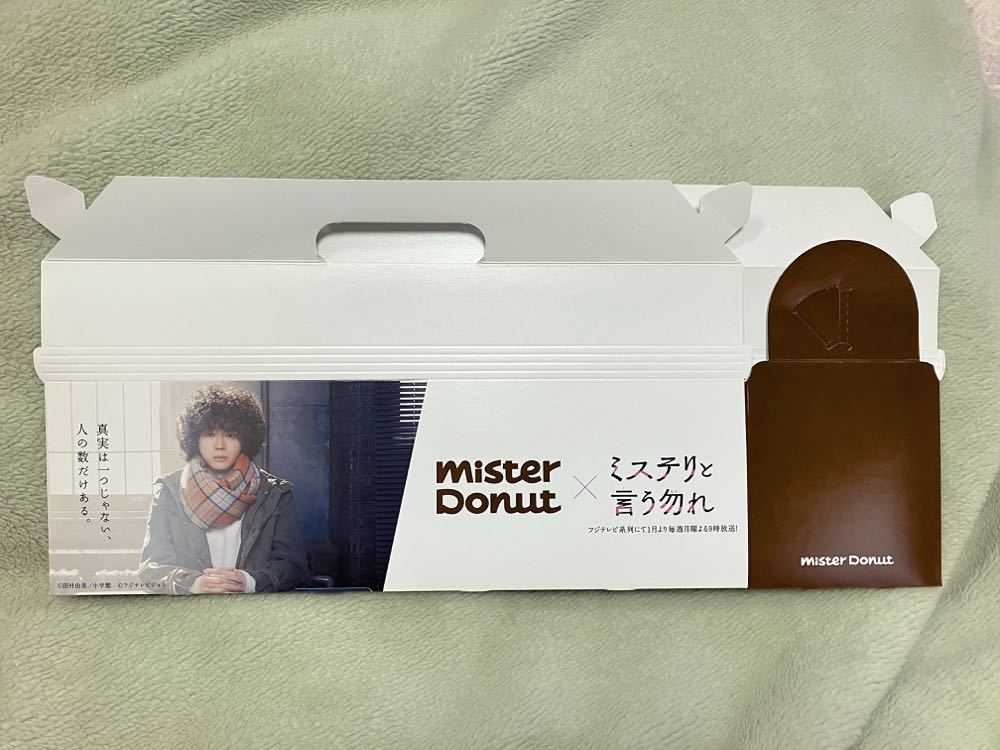 真実は一つじゃない、
人の数だけある。
©田村由美/小学館 ©フジテレビジョン
mister
Donut
×
ミステリと
言う勿れ
フジテレビ系列にて1月より毎週月曜よる9時放送!
mister Donut